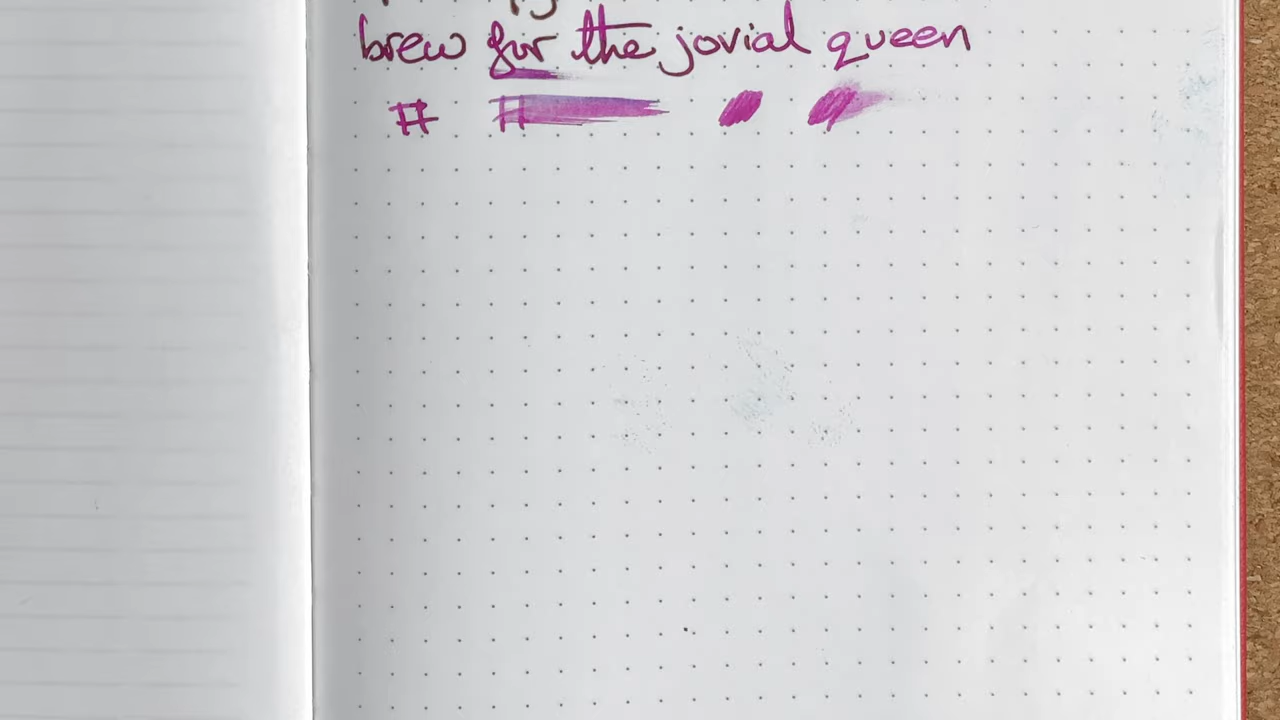 brew for the jovial queen
# #